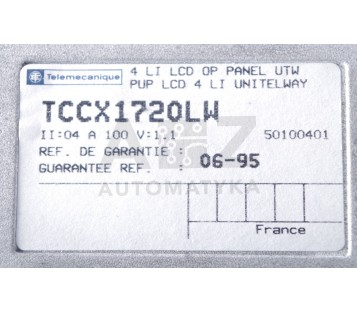 Telemecanique
4 LI LCD OP PANEL UTW
PUP LCD 4 LI UNITELWAY
TCCX1720LW
II:04 A 100 V:1.1 50100401
REF. DE GARANTIE :
GUARANTEE REF. : 06-95
AUTOMATYKA
France